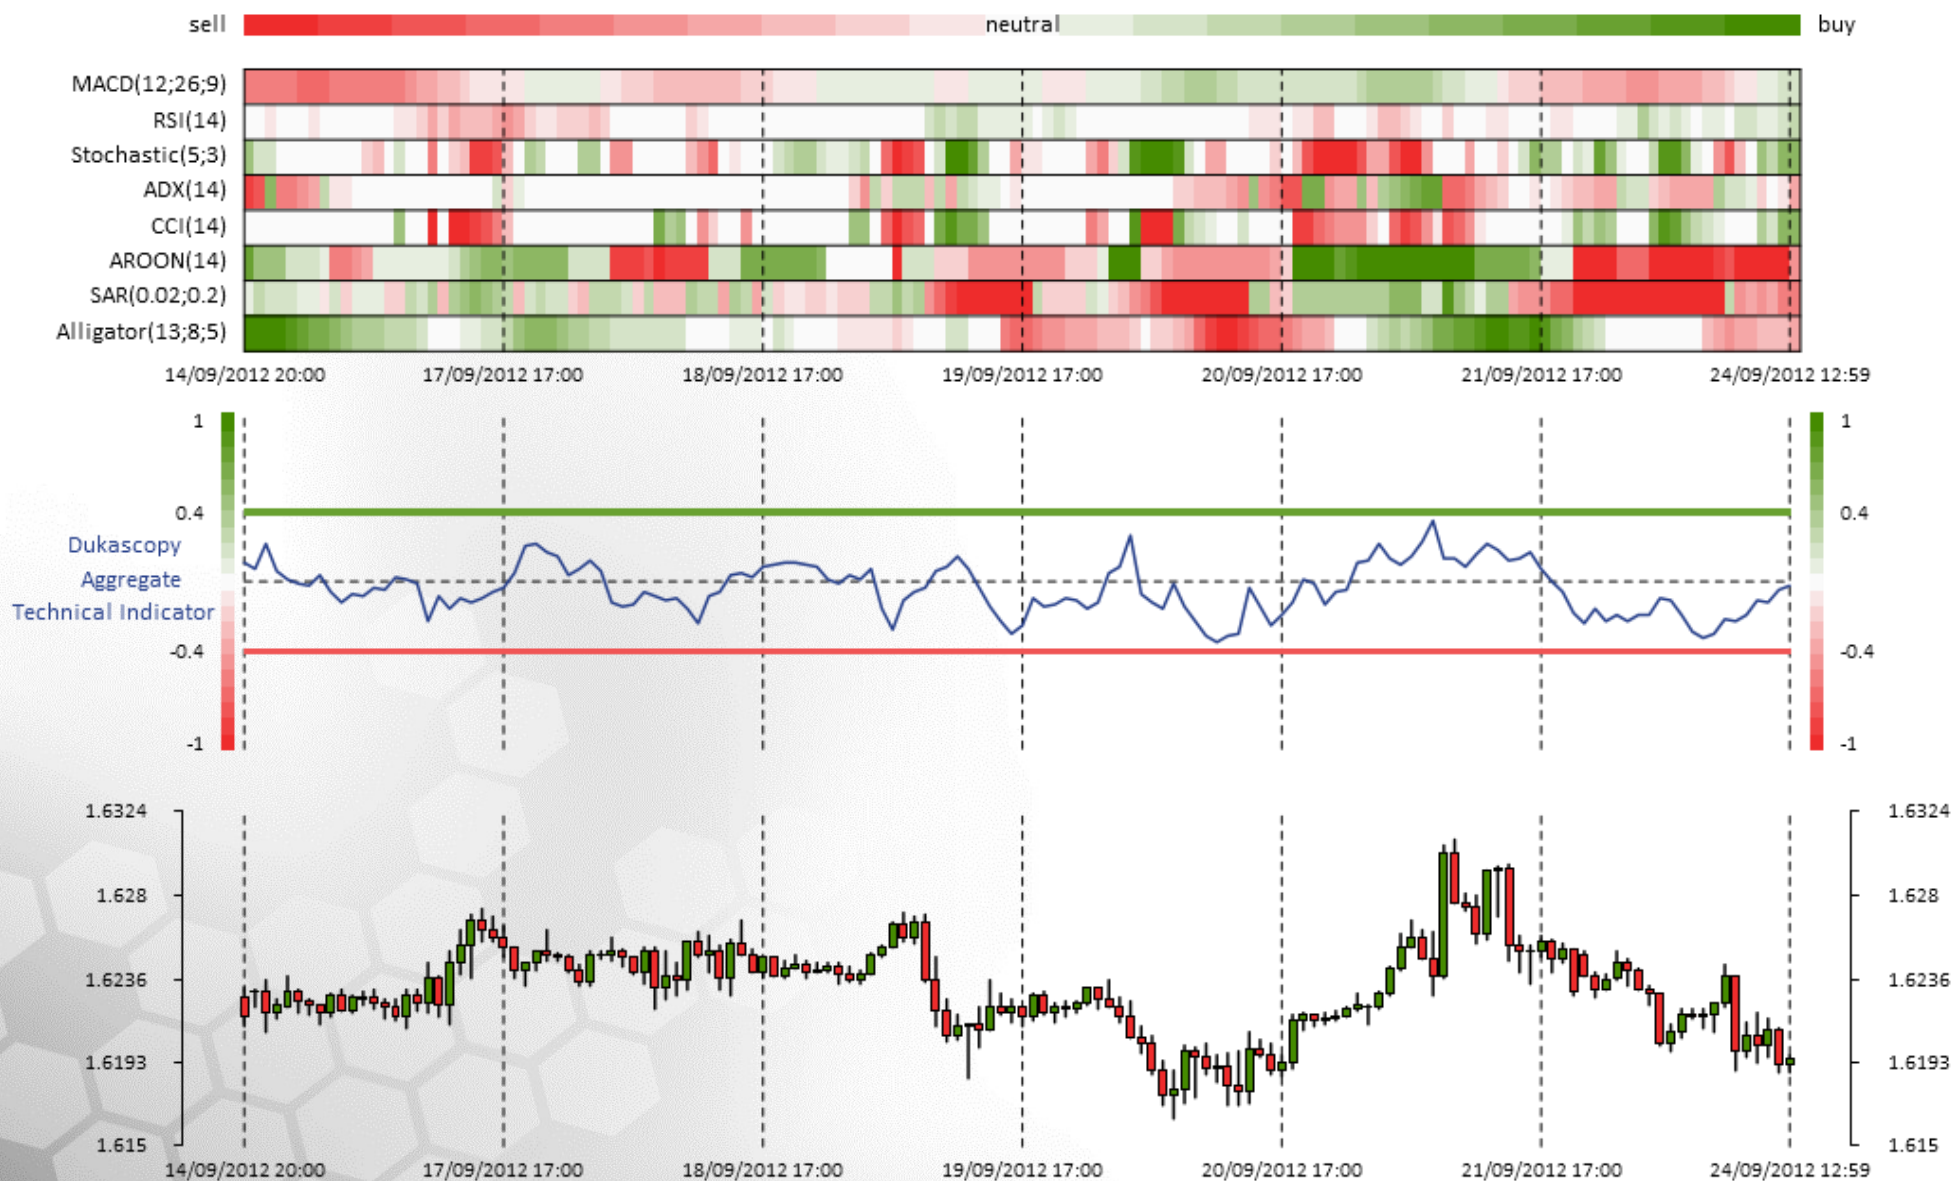 sell neutral buy
MACD(12;26;9)
RSI(14)
Stochastic(5;3)
ADX(14)
CCI(14)
AROON(14)
SAR(0.02;0.2)
Alligator(13;8;5)
14/09/2012 20:00 17/09/2012 17:00 18/09/2012 17:00 19/09/2012 17:00 20/09/2012 17:00 21/09/2012 17:00 24/09/2012 12:59
1 1
0.4 0.4
Dukascopy
Aggregate
Technical Indicator
-0.4 -0.4
-1 -1
1.6324 1.6324
1.628 1.628
1.6236 1.6236
1.6193 1.6193
1.615 1.615
14/09/2012 20:00 17/09/2012 17:00 18/09/2012 17:00 19/09/2012 17:00 20/09/2012 17:00 21/09/2012 17:00 24/09/2012 12:59